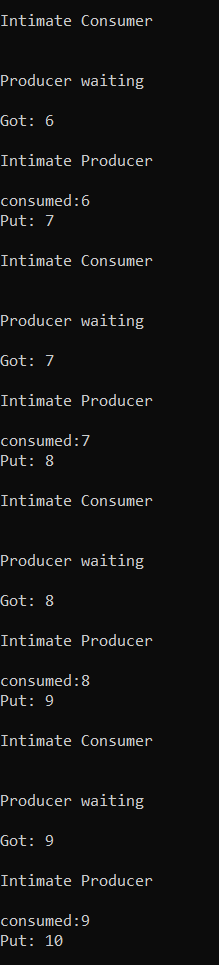 Intimate Consumer
Producer waiting
Got: 6
Intimate Producer
consumed:6
Put: 7
Intimate Consumer
Producer waiting
Got: 7
Intimate Producer
consumed:7
Put: 8
Intimate Consumer
Producer waiting
Got: 8
Intimate Producer
consumed:8
Put: 9
Intimate Consumer
Producer waiting
Got: 9
Intimate Producer
consumed:9
Put: 10